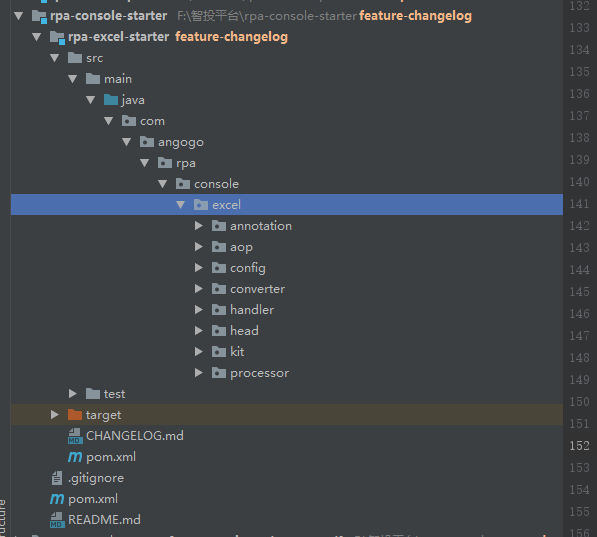 132
rpa-console-starter F:\智投平台\rpa-console-starter feature-changelog
133
rpa-excel-starter feature-changelog
134
src
135
main
136
java
137
com
138
angogo
139
rpa
140
console
141
excel
142
annotation
143
aop
144
config
145
converter
146
handler
147
head
148
kit
149
processor
150
test
151
target
CHANGELOG.md
152
pom.xml
153
.gitignore
154
pom.xml
155
README.md
156